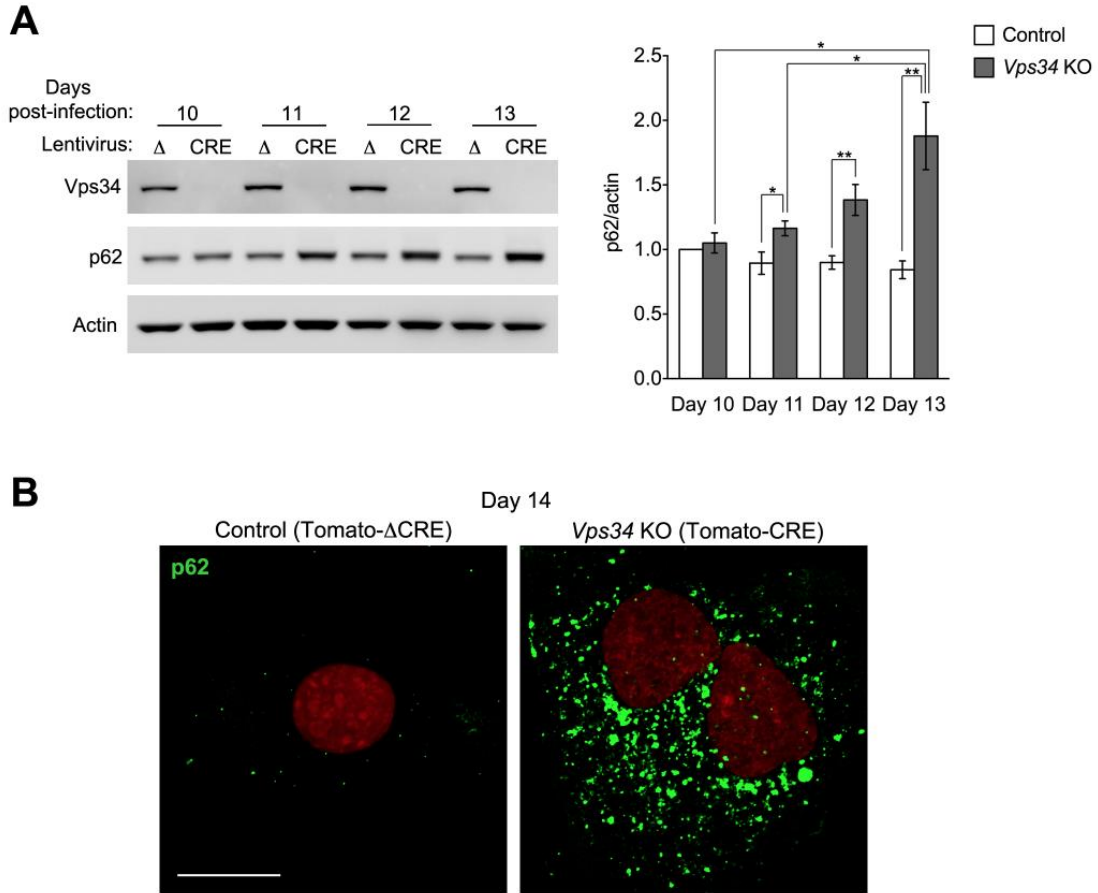 A
Days
post-infection: 10 11 12 13
Lentivirus: Δ CRE Δ CRE Δ CRE Δ CRE
Vps34
p62
Actin
Control
Vps34 KO
p62/actin
2.5
2.0
1.5
1.0
0.5
0.0
* * ** ** *
Day 10 Day 11 Day 12 Day 13
B
Day 14
Control (Tomato-ΔCRE) Vps34 KO (Tomato-CRE)
p62